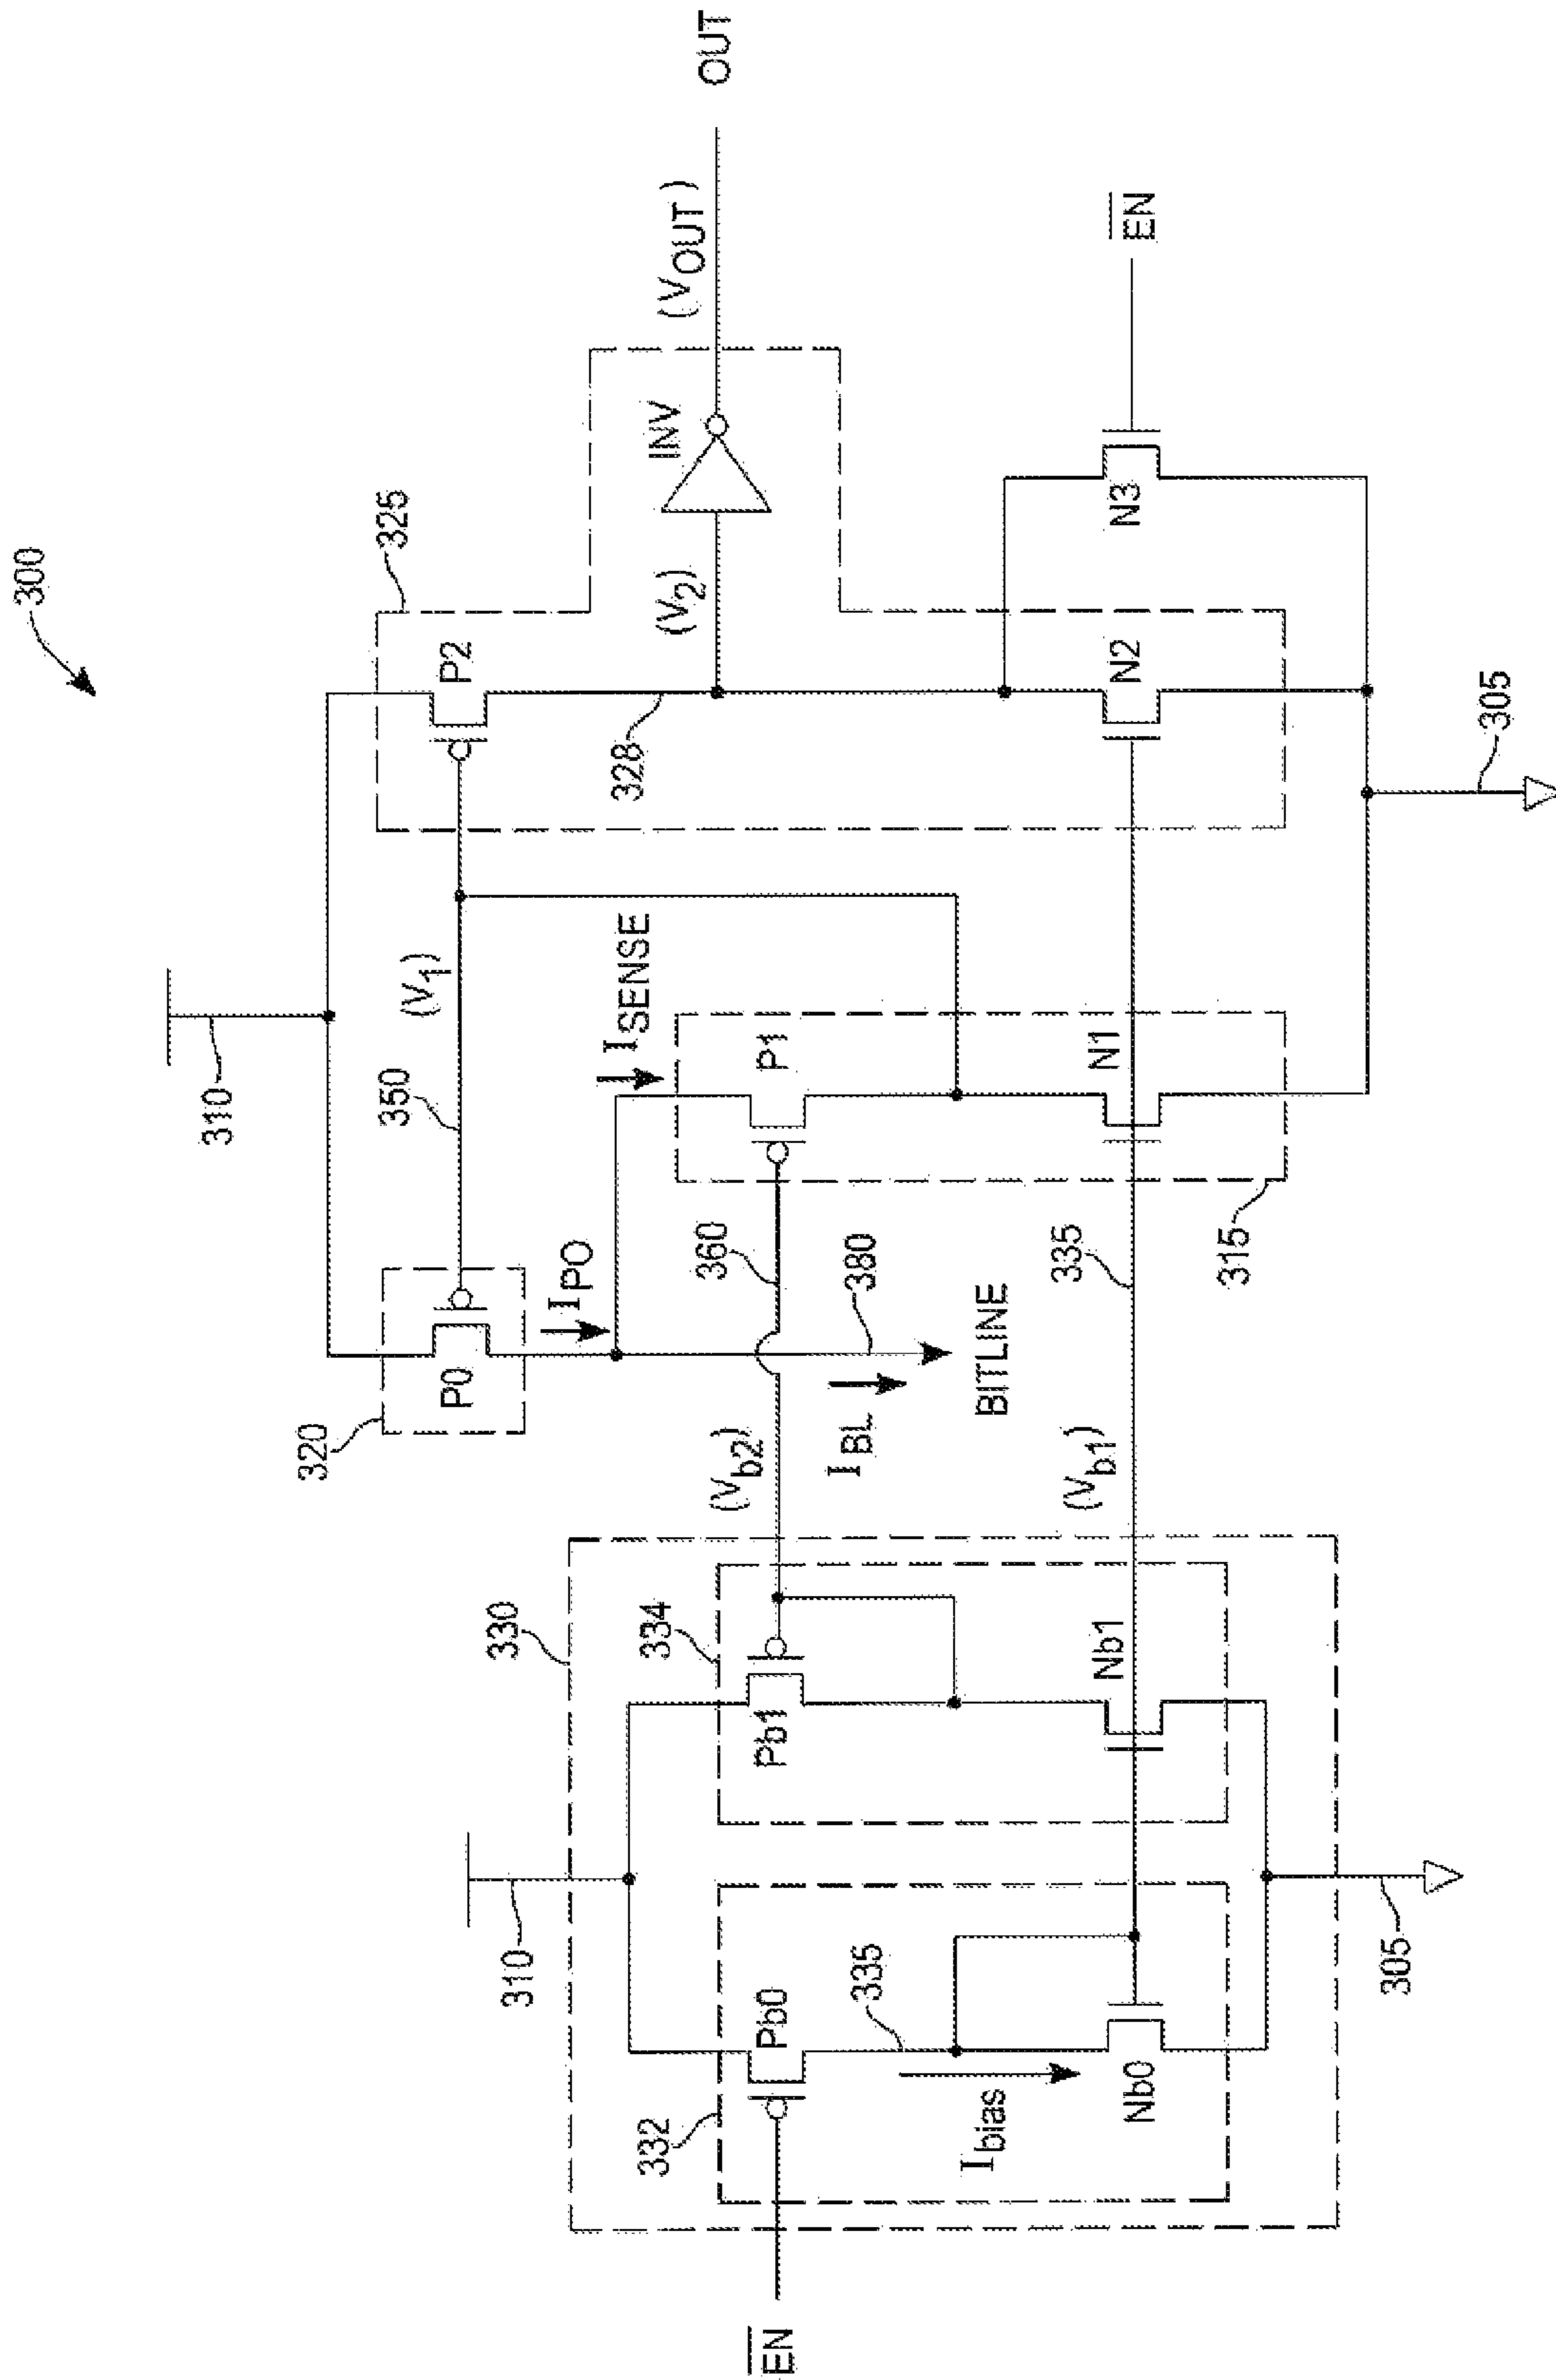 300
310
320
P0
I_PO
350
(V_1)
325
P2
328
(V_2)
INV
(V_OUT)
OUT
I_SENSE
P1
360
380
I_BL
BITLINE
N1
N2
N3
E̅N̅
335
315
305
310
330
332
Pb0
334
Pb1
(V_b2)
E̅N̅
335
I_bias
Nb0
Nb1
(V_b1)
305